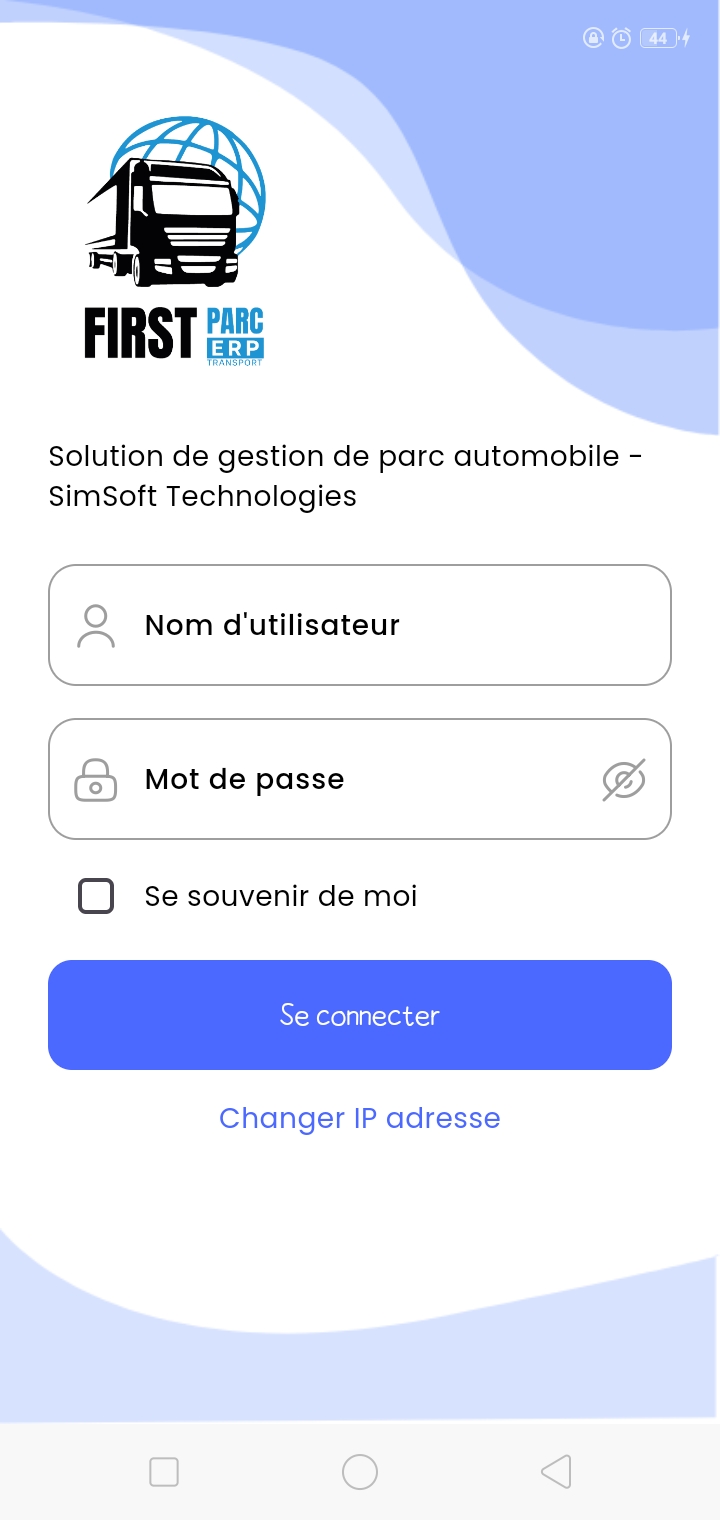 44
FIRST PARC
ERP
TRANSPORT
Solution de gestion de parc automobile -
SimSoft Technologies
Nom d'utilisateur
Mot de passe
Se souvenir de moi
Se connecter
Changer IP adresse